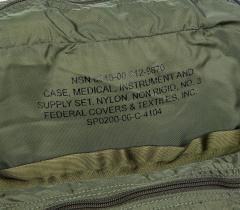 CASE, MEDICAL, INSTRUMENT AND
SUPPLY SET, NYLON, NON RIGID, NO. 3
FEDERAL COVERS & TEXTILES, INC.
SP0200-06-C-4104
NSN